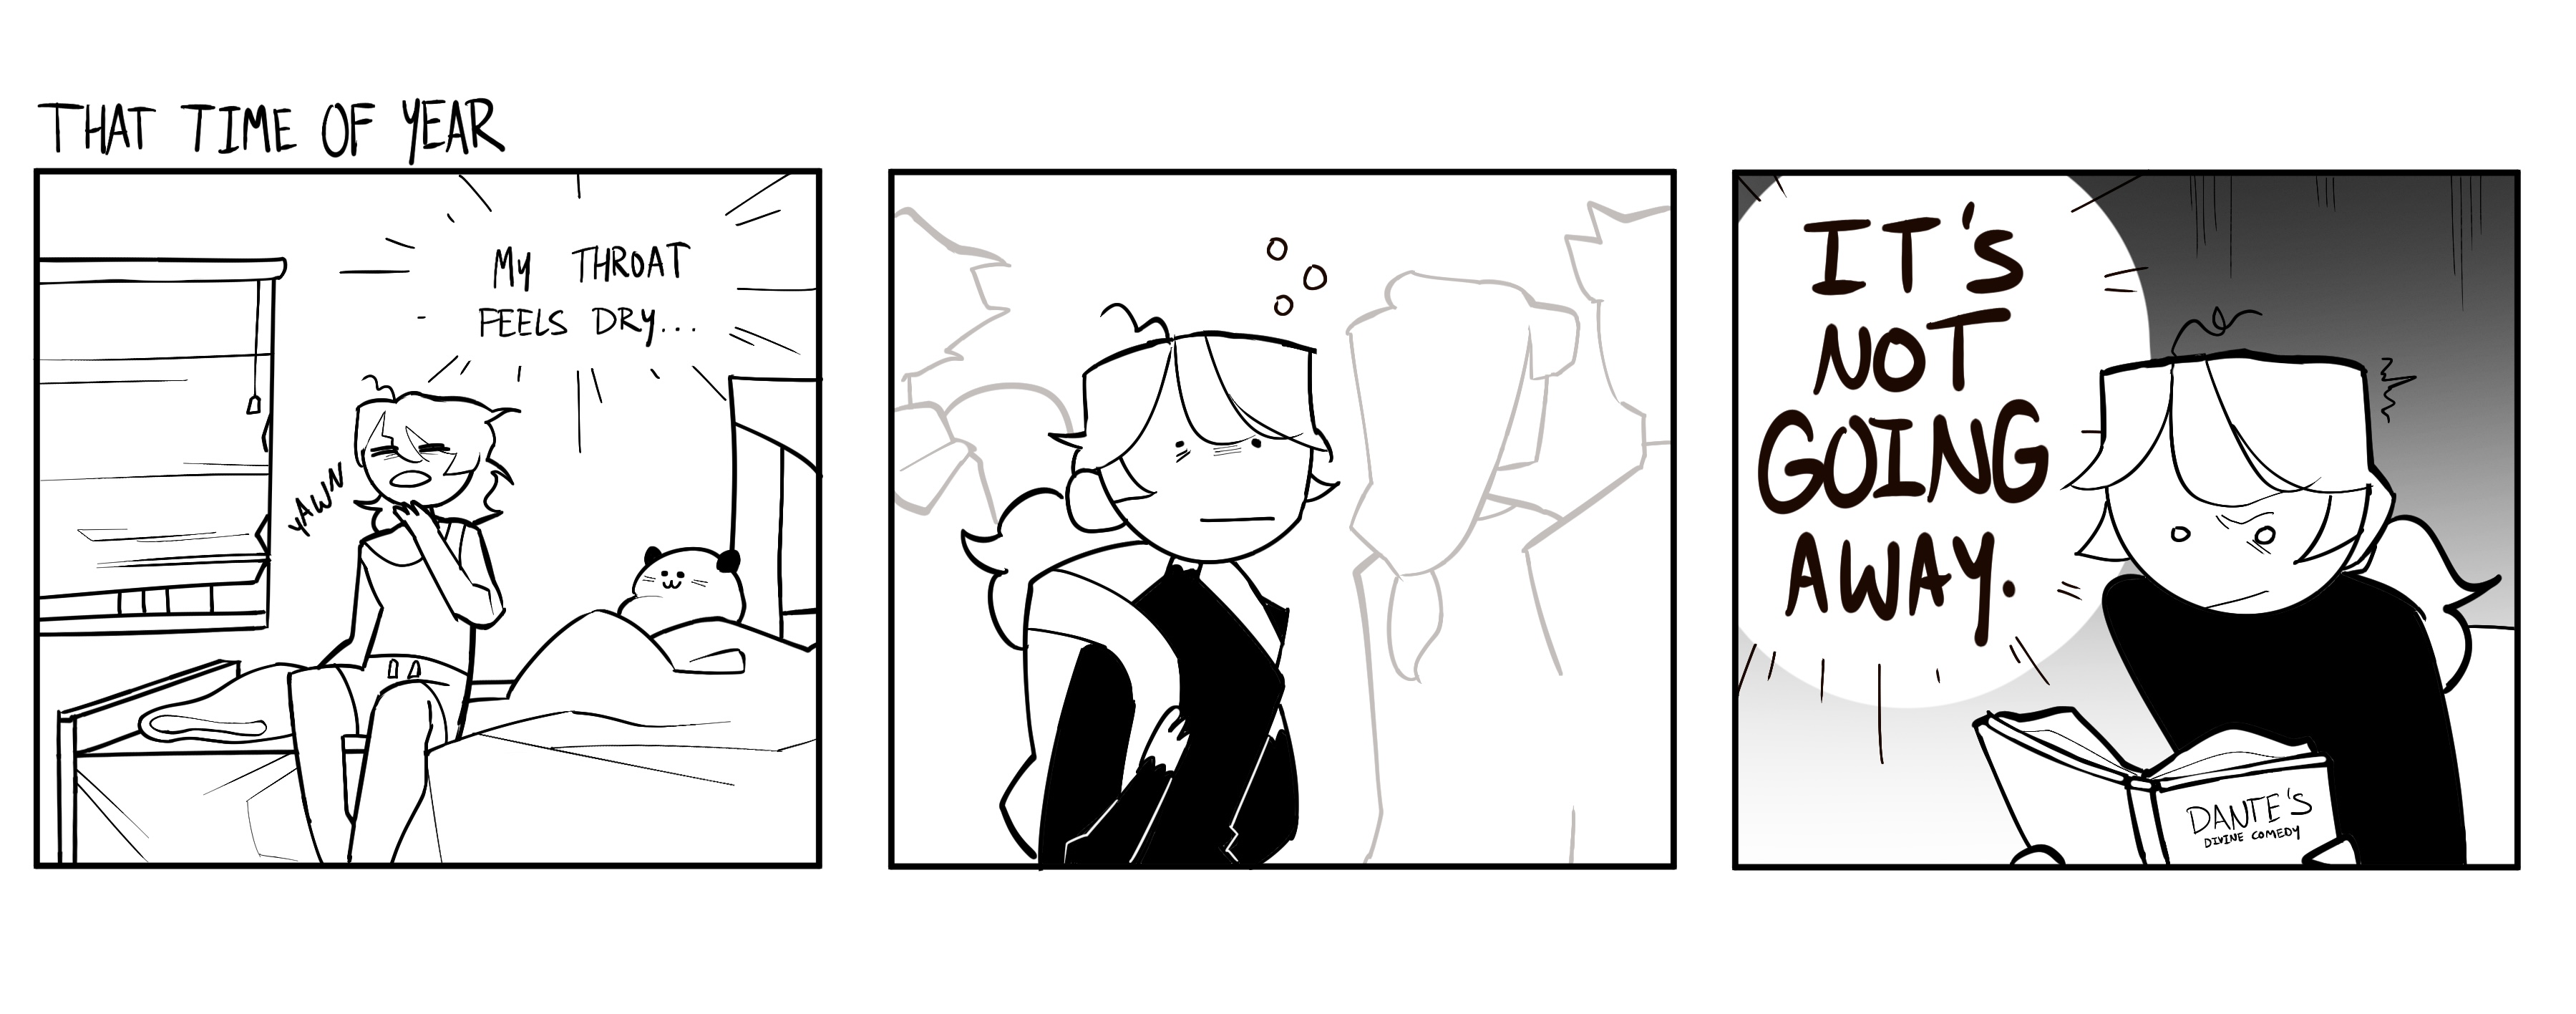 THAT TIME OF YEAR
MY THROAT
FEELS DRY...
YAWN
IT'S
NOT
GOING
AWAY.
DANTE'S
DIVINE COMEDY